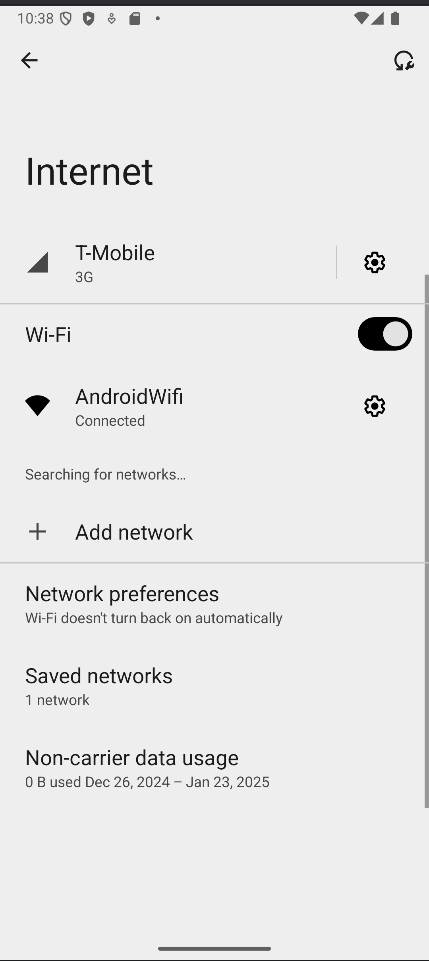 10:38
Internet
T-Mobile
3G
Wi-Fi
AndroidWifi
Connected
Searching for networks…
Add network
Network preferences
Wi-Fi doesn't turn back on automatically
Saved networks
1 network
Non-carrier data usage
0 B used Dec 26, 2024 – Jan 23, 2025